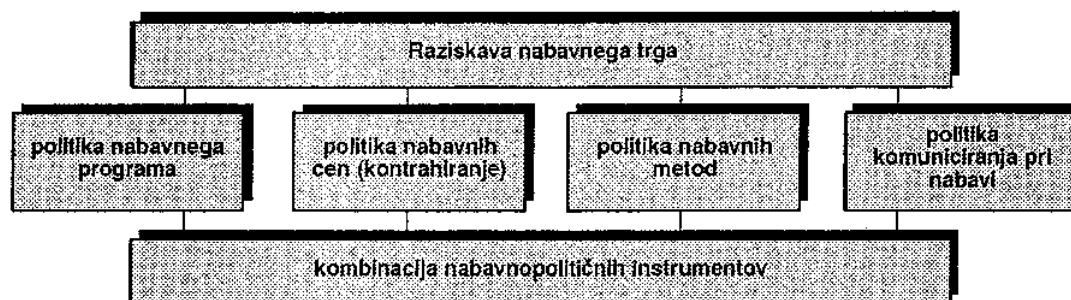 Raziskava nabavnega trga
politika nabavnega
programa
politika nabavnih
cen (kontrahiranje)
politika nabavnih
metod
politika
komuniciranja pri
nabavi
kombinacija nabavnopolitičnih instrumentov